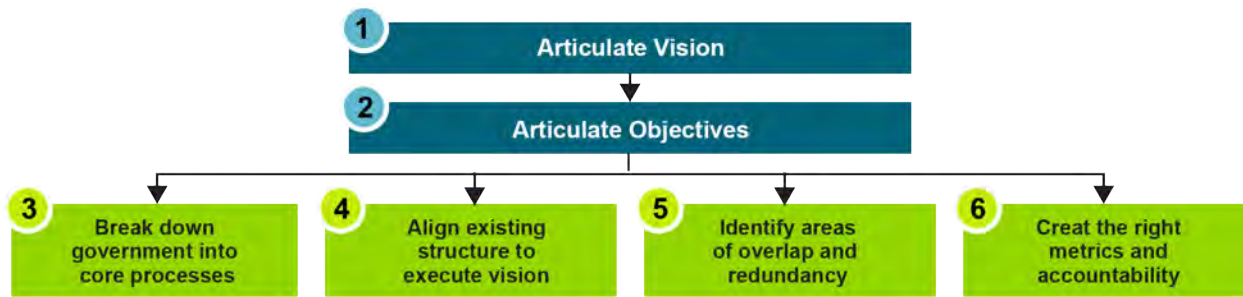 1
Articulate Vision
2
Articulate Objectives
3
Break down
government into
core processes
4
Align existing
structure to
execute vision
5
Identify areas
of overlap and
redundancy
6
Creat the right
metrics and
accountability